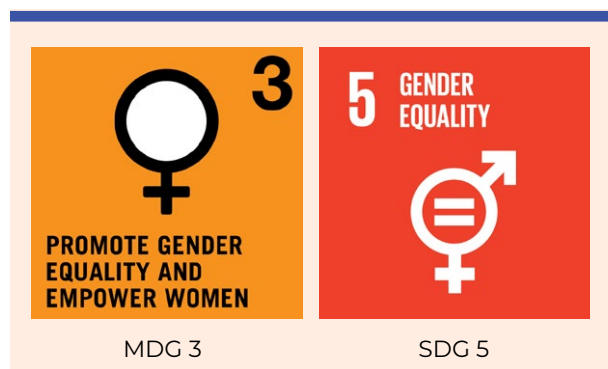 3
PROMOTE GENDER
EQUALITY AND
EMPOWER WOMEN
5 GENDER
EQUALITY
MDG 3
SDG 5